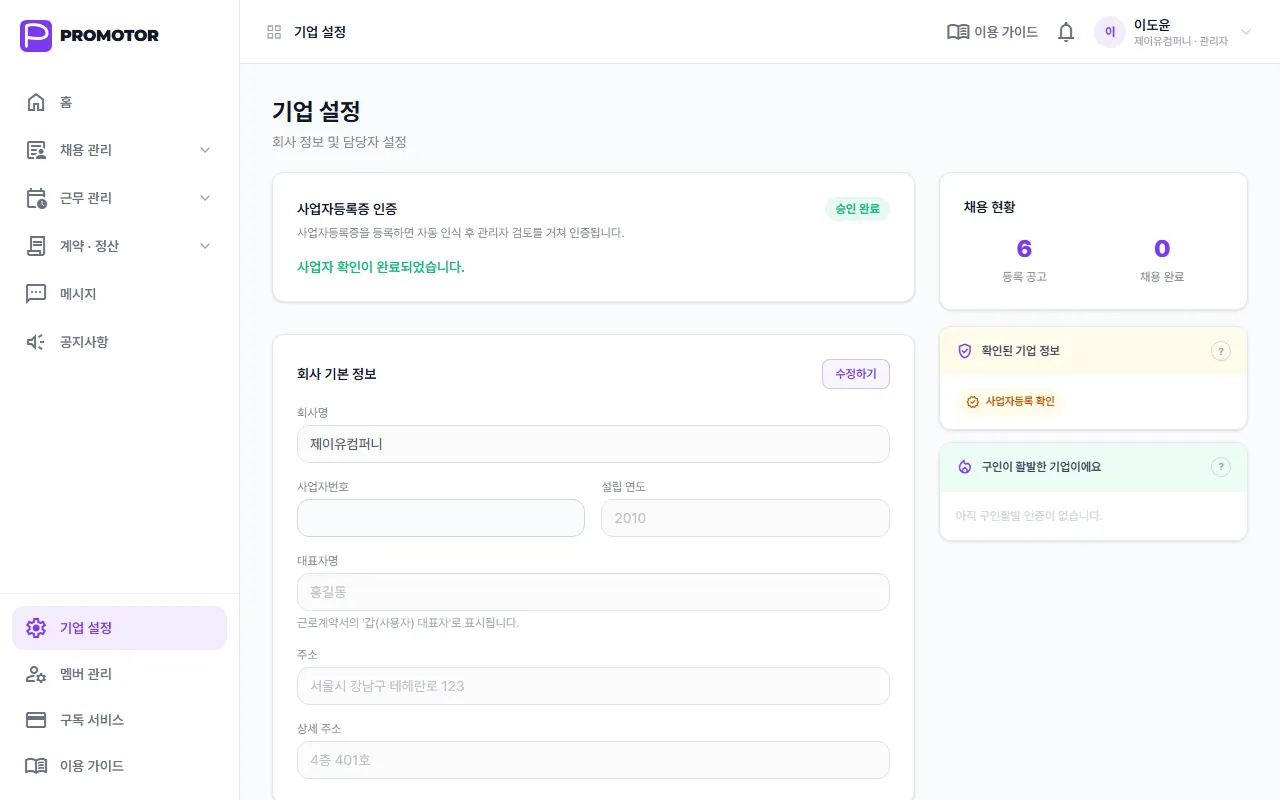 PROMOTOR
홈
채용 관리
근무 관리
계약 · 정산
메시지
공지사항
기업 설정
멤버 관리
구독 서비스
이용 가이드
기업 설정
이용 가이드
이
이도윤
제이유컴퍼니 · 관리자
기업 설정
회사 정보 및 담당자 설정
사업자등록증 인증
승인 완료
사업자등록증을 등록하면 자동 인식 후 관리자 검토를 거쳐 인증됩니다.
사업자 확인이 완료되었습니다.
회사 기본 정보
수정하기
회사명
제이유컴퍼니
사업자번호
설립 연도
2010
대표자명
홍길동
근로계약서의 '갑(사용자) 대표자'로 표시됩니다.
주소
서울시 강남구 테헤란로 123
상세 주소
4층 401호
채용 현황
6
0
등록 공고
채용 완료
확인된 기업 정보
?
사업자등록 확인
구인이 활발한 기업이에요
?
아직 구인활발 인증이 없습니다.